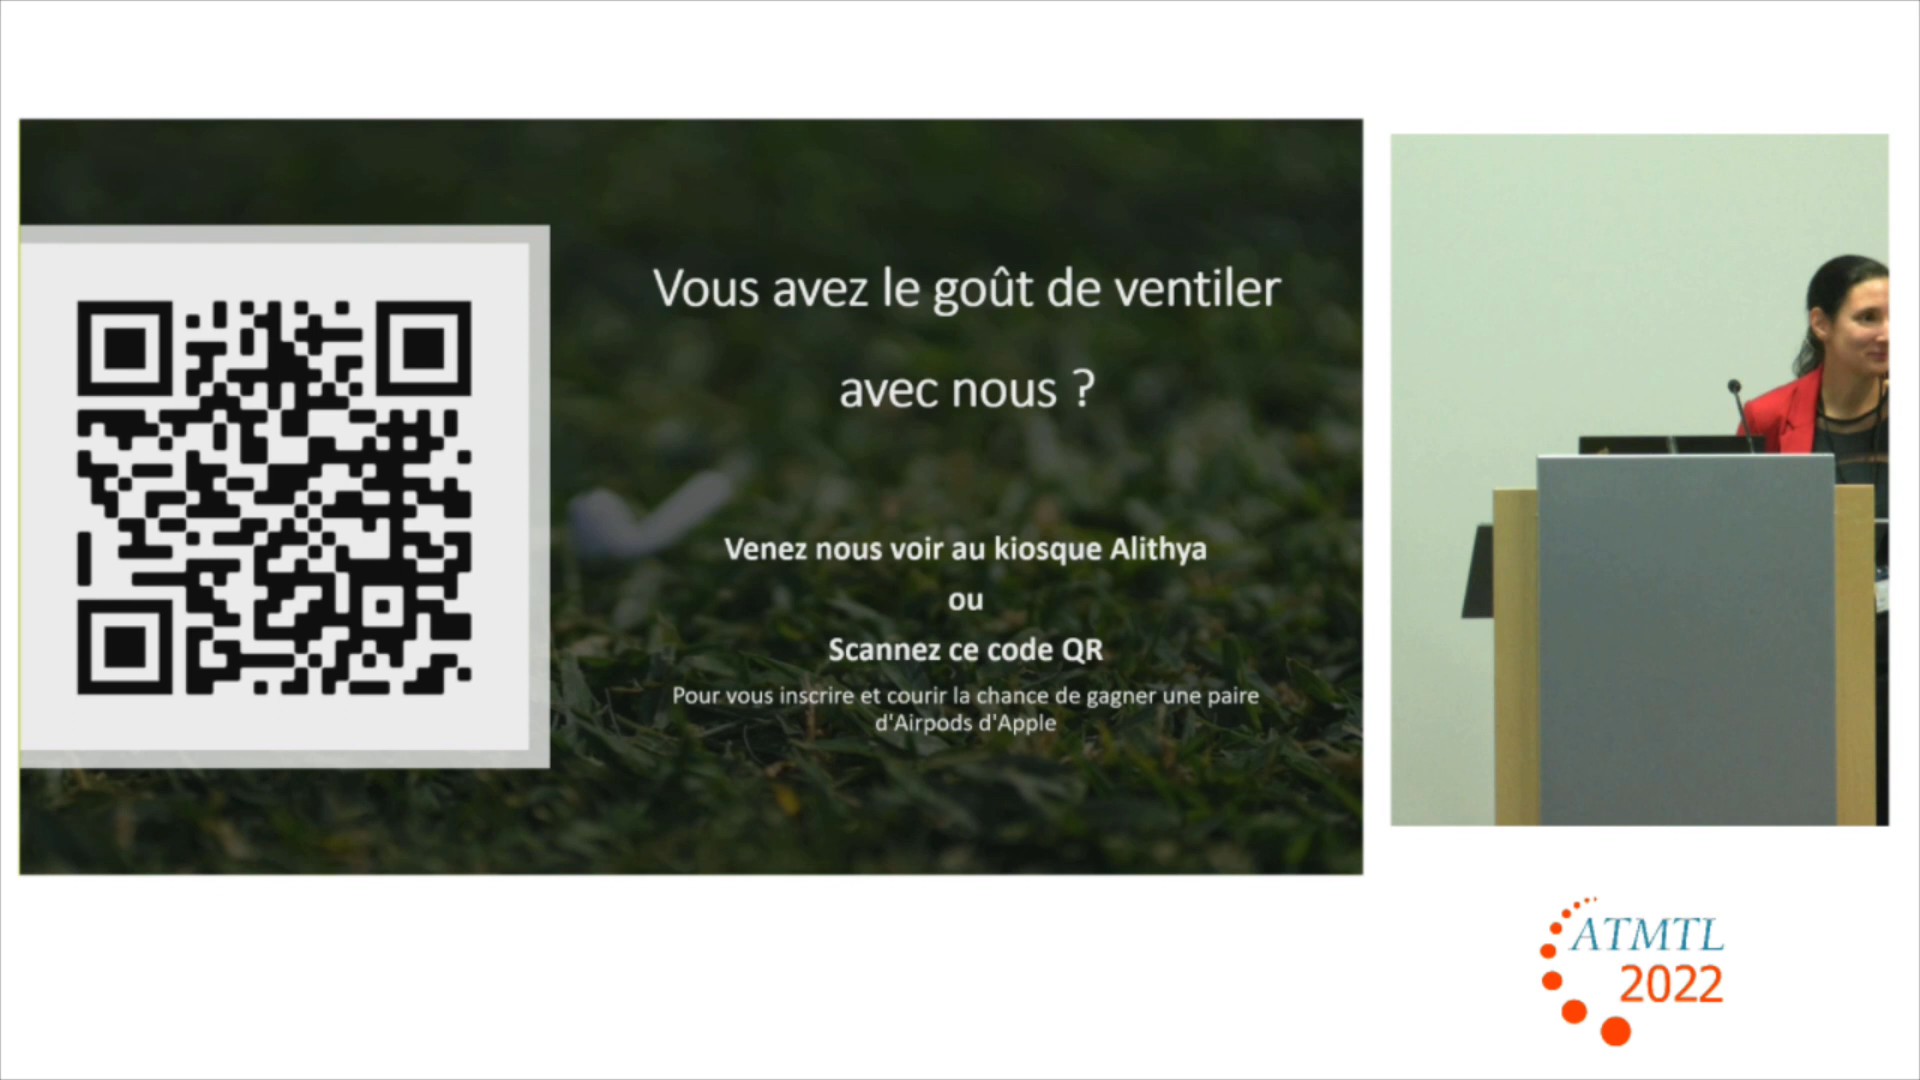 Vous avez le goût de ventiler
avec nous ?
Venez nous voir au kiosque Alithya
ou
Scannez ce code QR
Pour vous inscrire et courir la chance de gagner une paire
d'Airpods d'Apple
ATMTL
2022